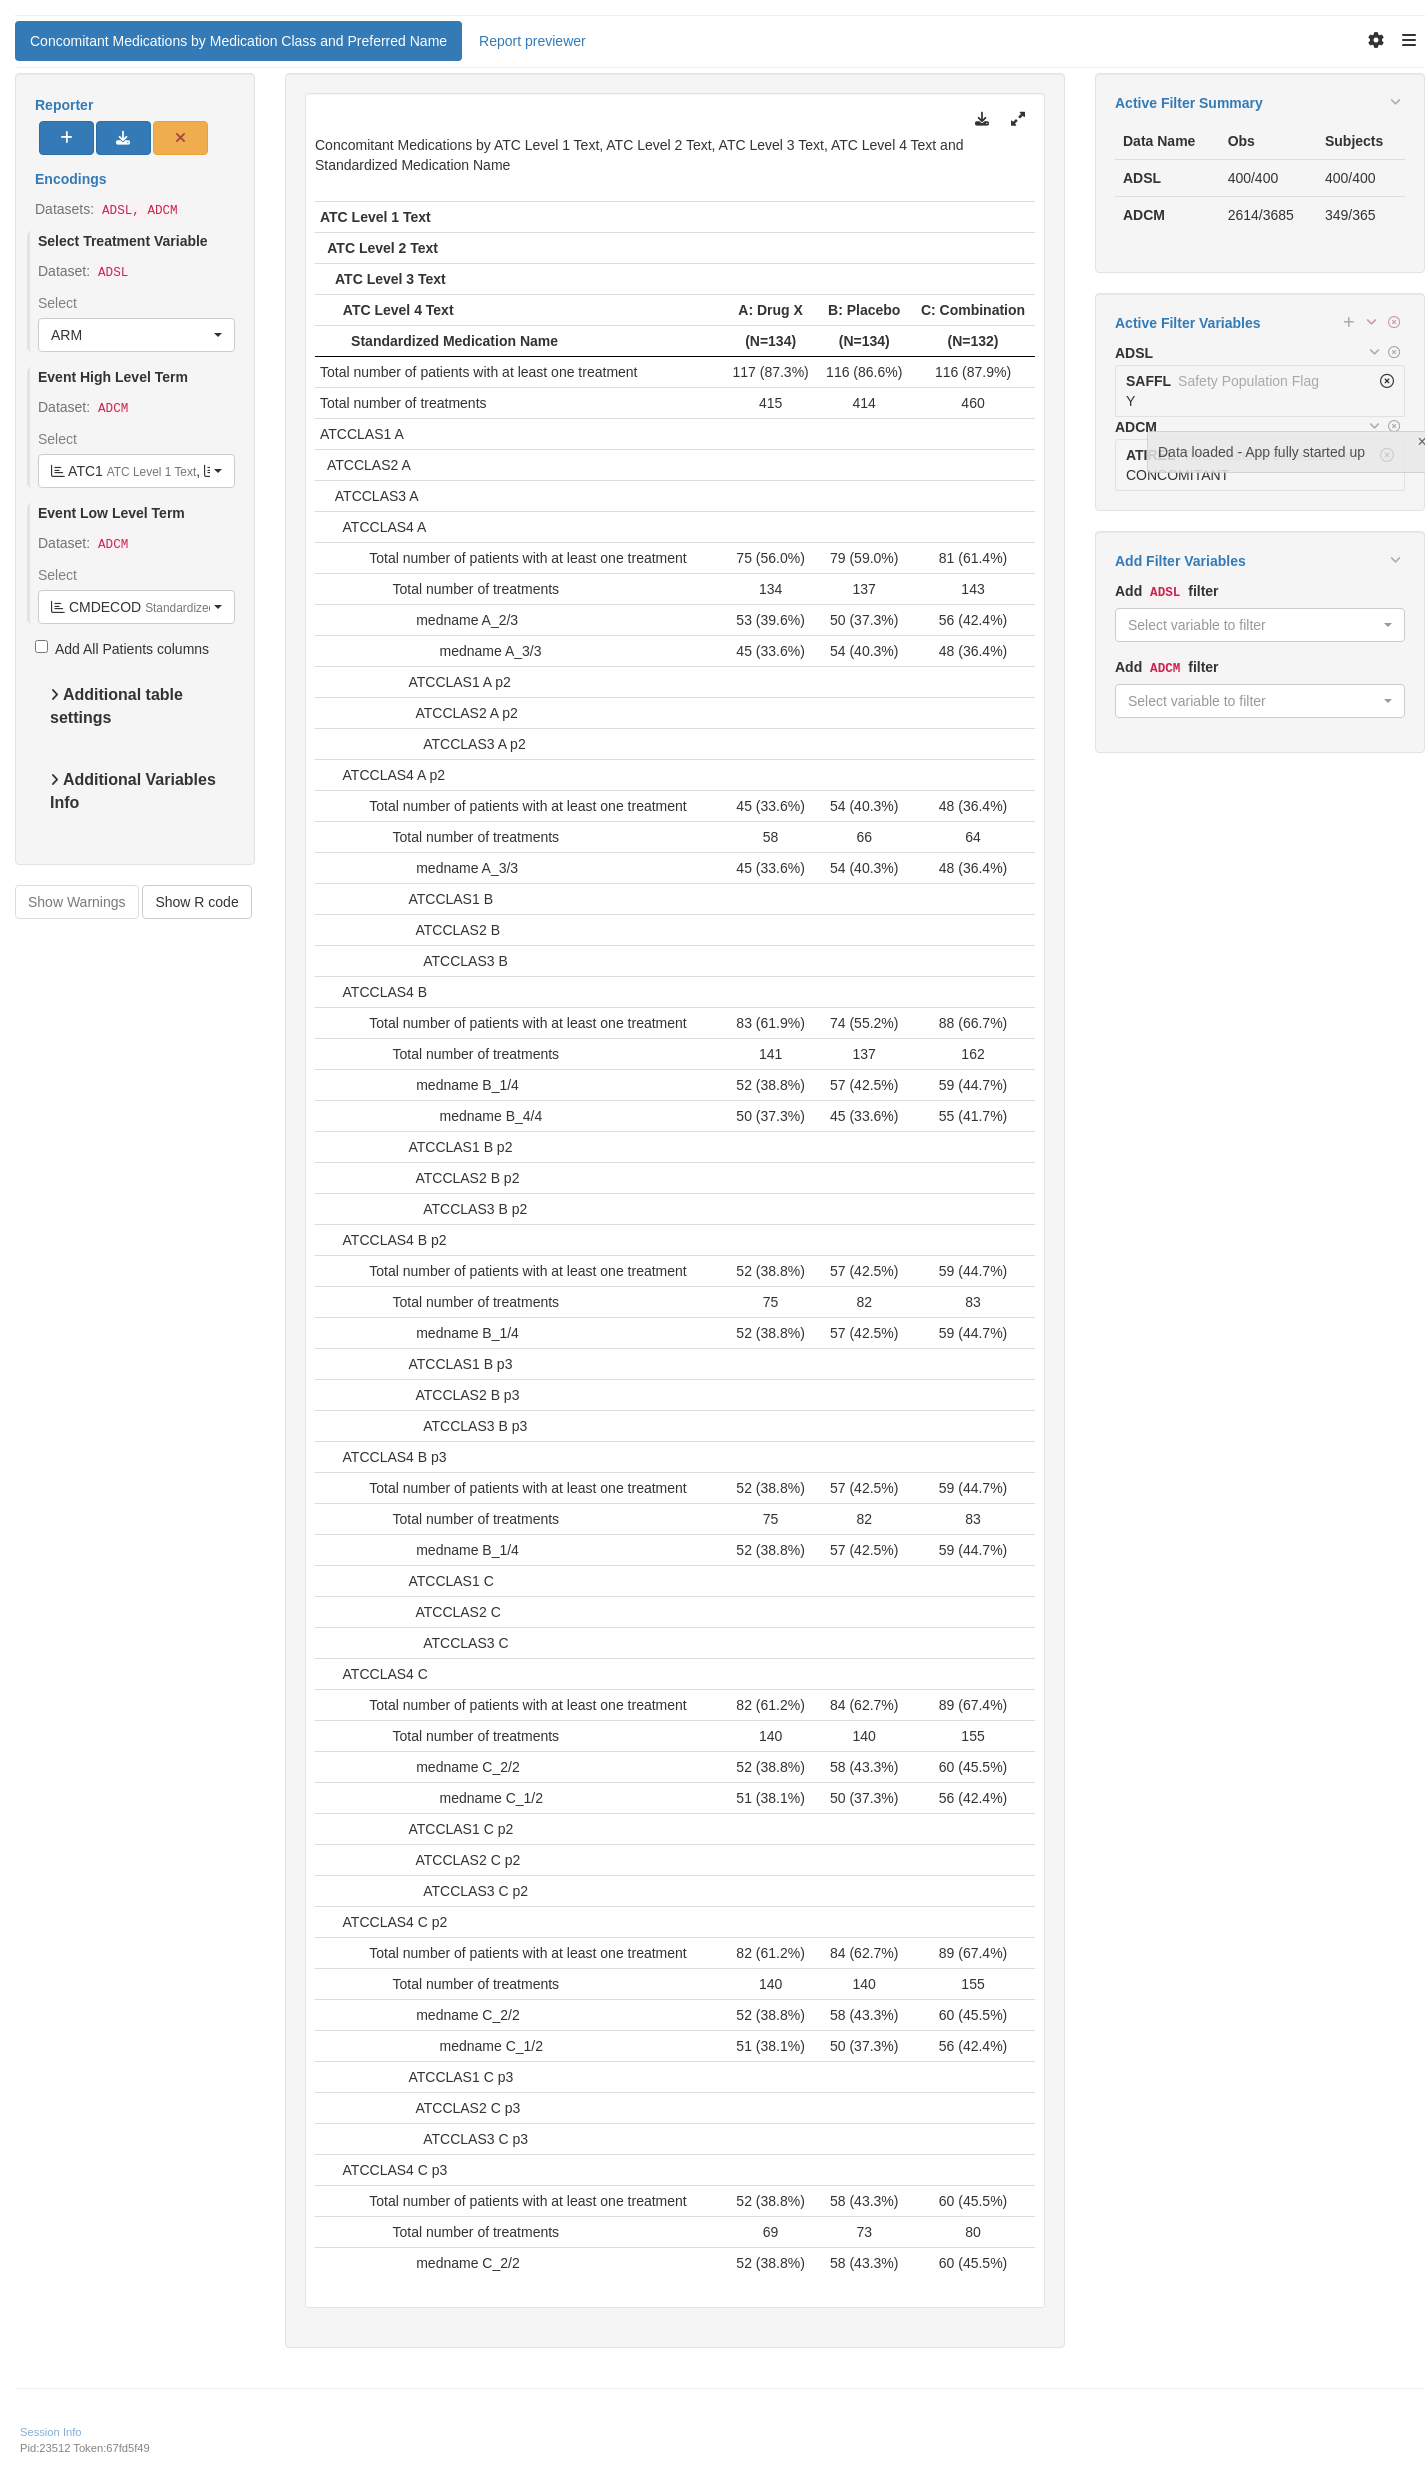 Concomitant Medications by Medication Class and Preferred Name Report previewer
Reporter
Encodings
Datasets: ADSL, ADCM
Select Treatment Variable
Dataset: ADSL
Select
ARM
Event High Level Term
Dataset: ADCM
Select
ATC1 ATC Level 1 Text,
Event Low Level Term
Dataset: ADCM
Select
CMDECOD Standardized
Add All Patients columns
Additional table
settings
Additional Variables
Info
Show Warnings Show R code
Concomitant Medications by ATC Level 1 Text, ATC Level 2 Text, ATC Level 3 Text, ATC Level 4 Text and
Standardized Medication Name
ATC Level 1 Text
ATC Level 2 Text
ATC Level 3 Text
ATC Level 4 Text A: Drug X B: Placebo C: Combination
Standardized Medication Name (N=134) (N=134) (N=132)
Total number of patients with at least one treatment 117 (87.3%) 116 (86.6%) 116 (87.9%)
Total number of treatments 415 414 460
ATCCLAS1 A
ATCCLAS2 A
ATCCLAS3 A
ATCCLAS4 A
Total number of patients with at least one treatment 75 (56.0%) 79 (59.0%) 81 (61.4%)
Total number of treatments 134 137 143
medname A_2/3 53 (39.6%) 50 (37.3%) 56 (42.4%)
medname A_3/3 45 (33.6%) 54 (40.3%) 48 (36.4%)
ATCCLAS1 A p2
ATCCLAS2 A p2
ATCCLAS3 A p2
ATCCLAS4 A p2
Total number of patients with at least one treatment 45 (33.6%) 54 (40.3%) 48 (36.4%)
Total number of treatments 58 66 64
medname A_3/3 45 (33.6%) 54 (40.3%) 48 (36.4%)
ATCCLAS1 B
ATCCLAS2 B
ATCCLAS3 B
ATCCLAS4 B
Total number of patients with at least one treatment 83 (61.9%) 74 (55.2%) 88 (66.7%)
Total number of treatments 141 137 162
medname B_1/4 52 (38.8%) 57 (42.5%) 59 (44.7%)
medname B_4/4 50 (37.3%) 45 (33.6%) 55 (41.7%)
ATCCLAS1 B p2
ATCCLAS2 B p2
ATCCLAS3 B p2
ATCCLAS4 B p2
Total number of patients with at least one treatment 52 (38.8%) 57 (42.5%) 59 (44.7%)
Total number of treatments 75 82 83
medname B_1/4 52 (38.8%) 57 (42.5%) 59 (44.7%)
ATCCLAS1 B p3
ATCCLAS2 B p3
ATCCLAS3 B p3
ATCCLAS4 B p3
Total number of patients with at least one treatment 52 (38.8%) 57 (42.5%) 59 (44.7%)
Total number of treatments 75 82 83
medname B_1/4 52 (38.8%) 57 (42.5%) 59 (44.7%)
ATCCLAS1 C
ATCCLAS2 C
ATCCLAS3 C
ATCCLAS4 C
Total number of patients with at least one treatment 82 (61.2%) 84 (62.7%) 89 (67.4%)
Total number of treatments 140 140 155
medname C_2/2 52 (38.8%) 58 (43.3%) 60 (45.5%)
medname C_1/2 51 (38.1%) 50 (37.3%) 56 (42.4%)
ATCCLAS1 C p2
ATCCLAS2 C p2
ATCCLAS3 C p2
ATCCLAS4 C p2
Total number of patients with at least one treatment 82 (61.2%) 84 (62.7%) 89 (67.4%)
Total number of treatments 140 140 155
medname C_2/2 52 (38.8%) 58 (43.3%) 60 (45.5%)
medname C_1/2 51 (38.1%) 50 (37.3%) 56 (42.4%)
ATCCLAS1 C p3
ATCCLAS2 C p3
ATCCLAS3 C p3
ATCCLAS4 C p3
Total number of patients with at least one treatment 52 (38.8%) 58 (43.3%) 60 (45.5%)
Total number of treatments 69 73 80
medname C_2/2 52 (38.8%) 58 (43.3%) 60 (45.5%)
Active Filter Summary
Data Name Obs Subjects
ADSL 400/400 400/400
ADCM 2614/3685 349/365
Active Filter Variables
ADSL
SAFFL Safety Population Flag
Y
ADCM
Data loaded - App fully started up
CONCOMITANT
Add Filter Variables
Add ADSL filter
Select variable to filter
Add ADCM filter
Select variable to filter
Session Info
Pid:23512 Token:67fd5f49